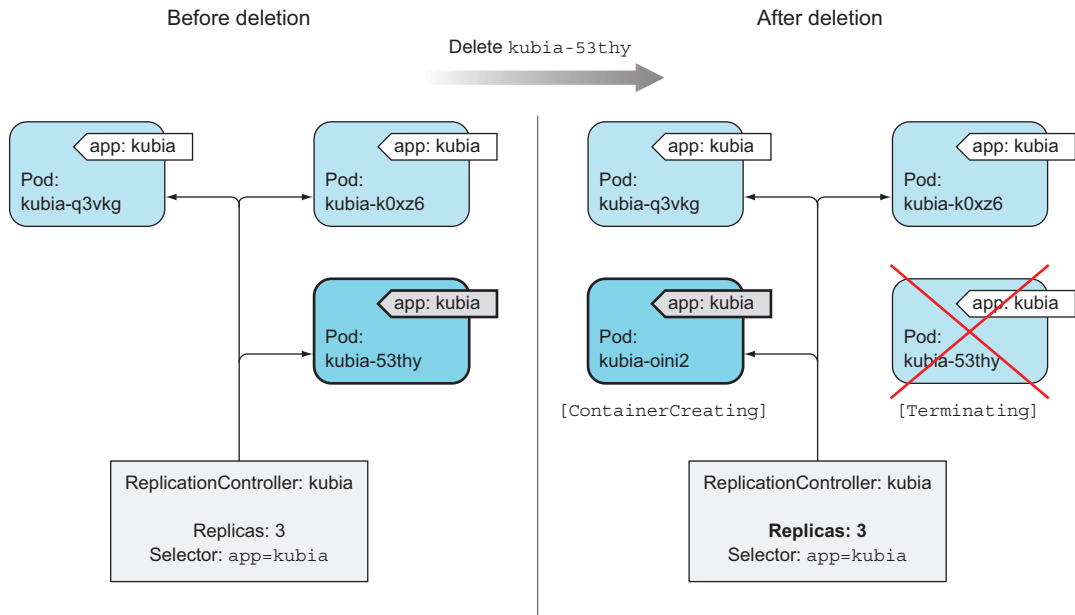 Before deletion
After deletion
Delete kubia-53thy
app: kubia
Pod:
kubia-q3vkg
app: kubia
Pod:
kubia-k0xz6
app: kubia
Pod:
kubia-53thy
ReplicationController: kubia
Replicas: 3
Selector: app=kubia
app: kubia
Pod:
kubia-q3vkg
app: kubia
Pod:
kubia-k0xz6
app: kubia
Pod:
kubia-oini2
[ContainerCreating]
app: kubia
Pod:
kubia-53thy
[Terminating]
ReplicationController: kubia
Replicas: 3
Selector: app=kubia